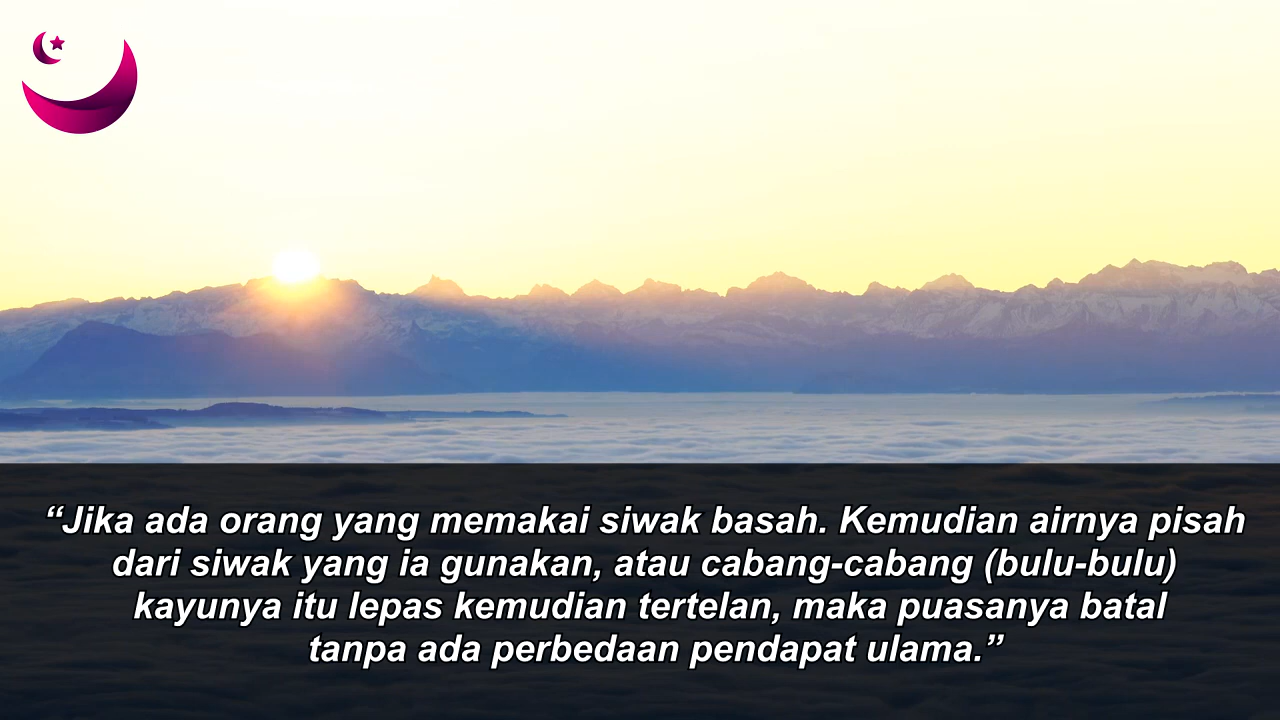 “Jika ada orang yang memakai siwak basah. Kemudian airnya pisah
dari siwak yang ia gunakan, atau cabang-cabang (bulu-bulu)
kayunya itu lepas kemudian tertelan, maka puasanya batal
tanpa ada perbedaan pendapat ulama.”